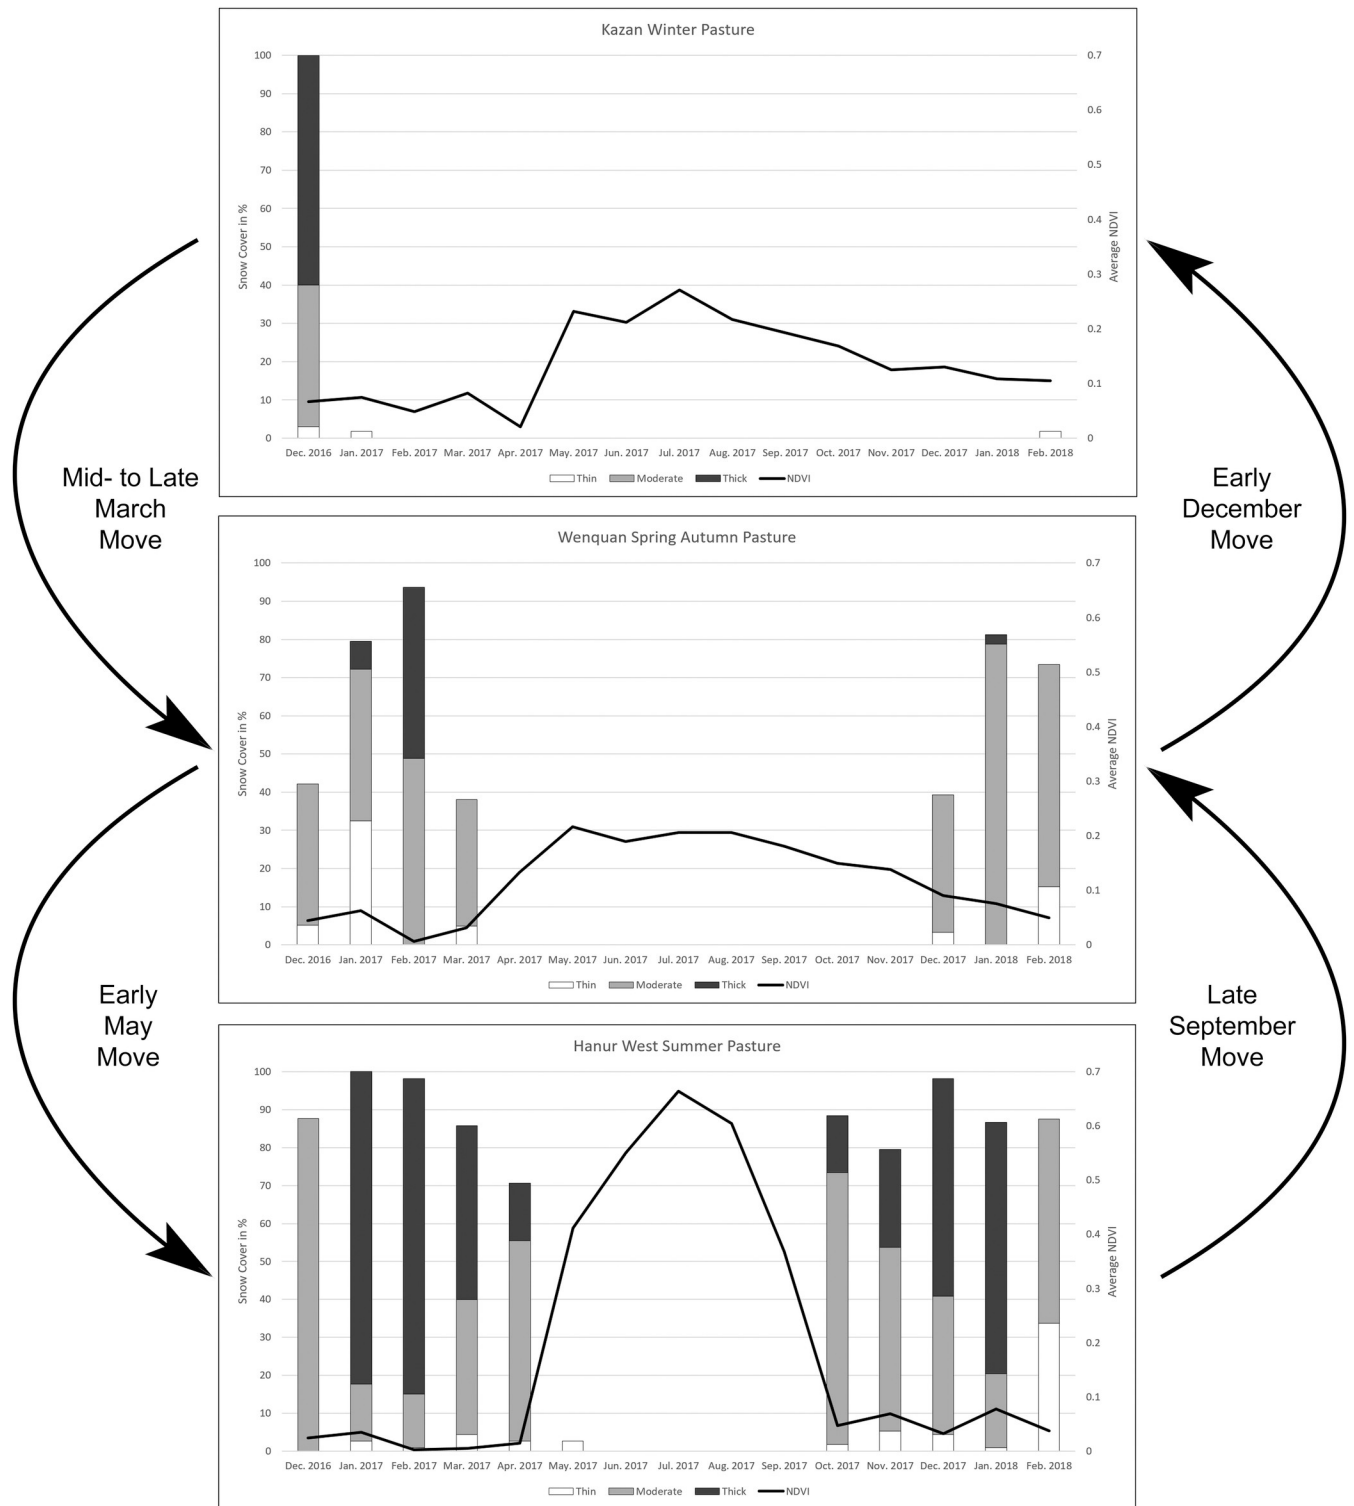 Kazan Winter Pasture
100
90
80
70
60
50
40
30
20
10
0
Snow Cover in %
0.7
0.6
0.5
0.4
0.3
0.2
0.1
0
Average NDVI
Dec. 2016 Jan. 2017 Feb. 2017 Mar. 2017 Apr. 2017 May. 2017 Jun. 2017 Jul. 2017 Aug. 2017 Sep. 2017 Oct. 2017 Nov. 2017 Dec. 2017 Jan. 2018 Feb. 2018
Thin Moderate Thick NDVI
Mid- to Late
March
Move
Early
December
Move
Wenquan Spring Autumn Pasture
100
90
80
70
60
50
40
30
20
10
0
Snow Cover in %
0.7
0.6
0.5
0.4
0.3
0.2
0.1
0
Average NDVI
Dec. 2016 Jan. 2017 Feb. 2017 Mar. 2017 Apr. 2017 May. 2017 Jun. 2017 Jul. 2017 Aug. 2017 Sep. 2017 Oct. 2017 Nov. 2017 Dec. 2017 Jan. 2018 Feb. 2018
Thin Moderate Thick NDVI
Early
May
Move
Late
September
Move
Hanur West Summer Pasture
100
90
80
70
60
50
40
30
20
10
0
Snow Cover in %
0.7
0.6
0.5
0.4
0.3
0.2
0.1
0
Average NDVI
Dec. 2016 Jan. 2017 Feb. 2017 Mar. 2017 Apr. 2017 May. 2017 Jun. 2017 Jul. 2017 Aug. 2017 Sep. 2017 Oct. 2017 Nov. 2017 Dec. 2017 Jan. 2018 Feb. 2018
Thin Moderate Thick NDVI